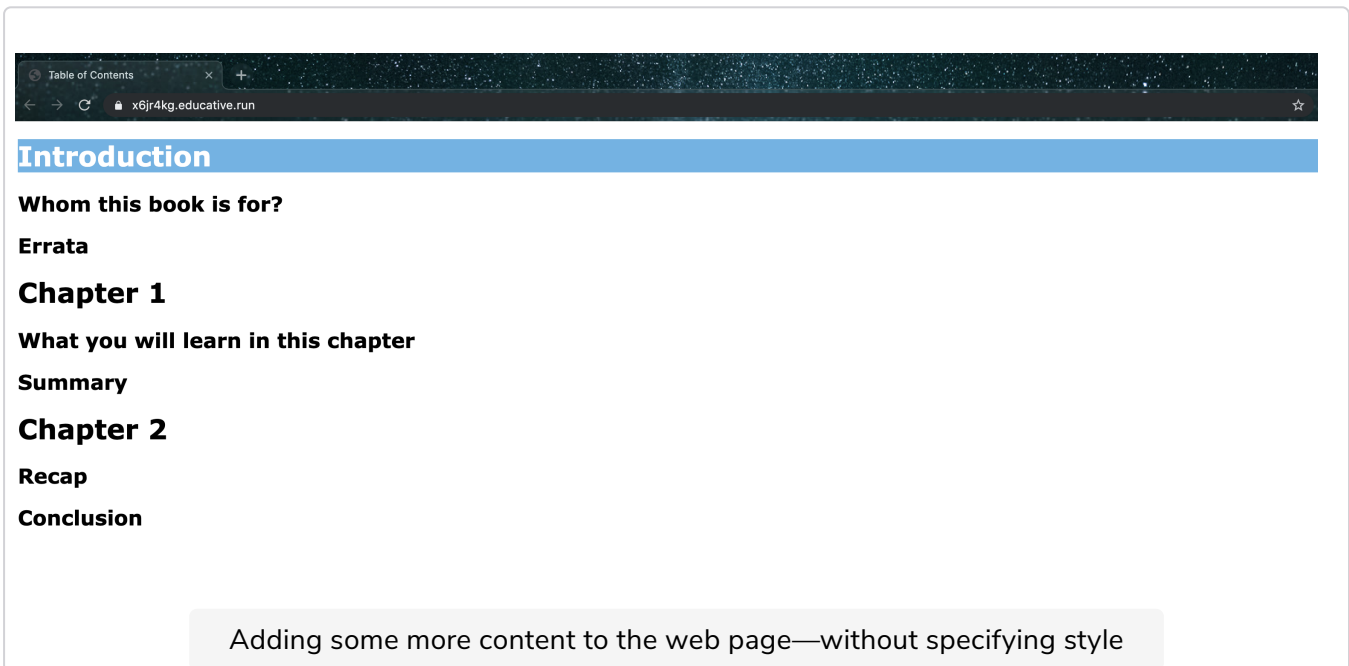 Table of Contents
x6jr4kg.educative.run
Introduction
Whom this book is for?
Errata
Chapter 1
What you will learn in this chapter
Summary
Chapter 2
Recap
Conclusion
Adding some more content to the web page—without specifying style